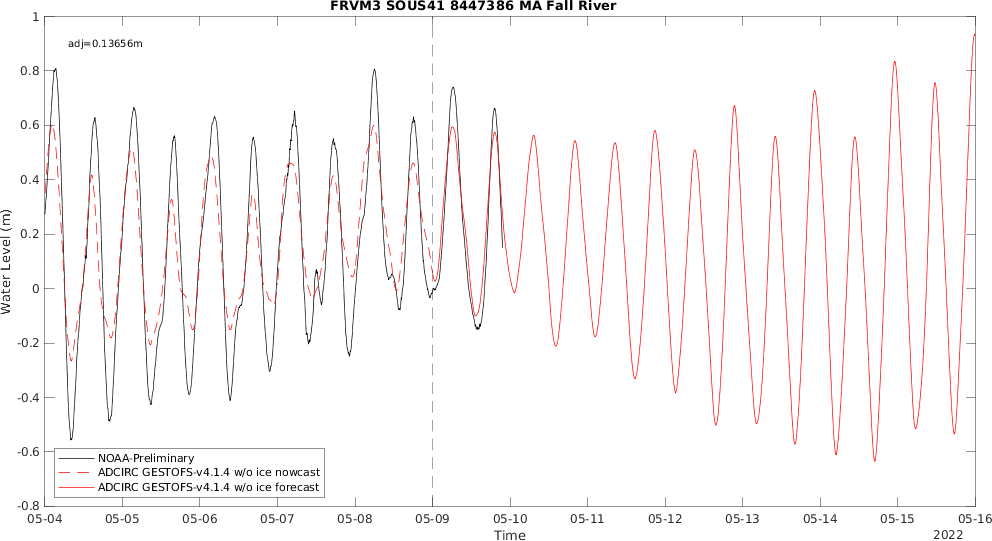 FRVM3 SOUS41 8447386 MA Fall River
adj=0.13656m
Water Level (m)
1
0.8
0.6
0.4
0.2
0
-0.2
-0.4
-0.6
-0.8
NOAA-Preliminary
ADCIRC GESTOFS-v4.1.4 w/o ice nowcast
ADCIRC GESTOFS-v4.1.4 w/o ice forecast
05-04 05-05 05-06 05-07 05-08 05-09 05-10 05-11 05-12 05-13 05-14 05-15 05-16
Time
2022